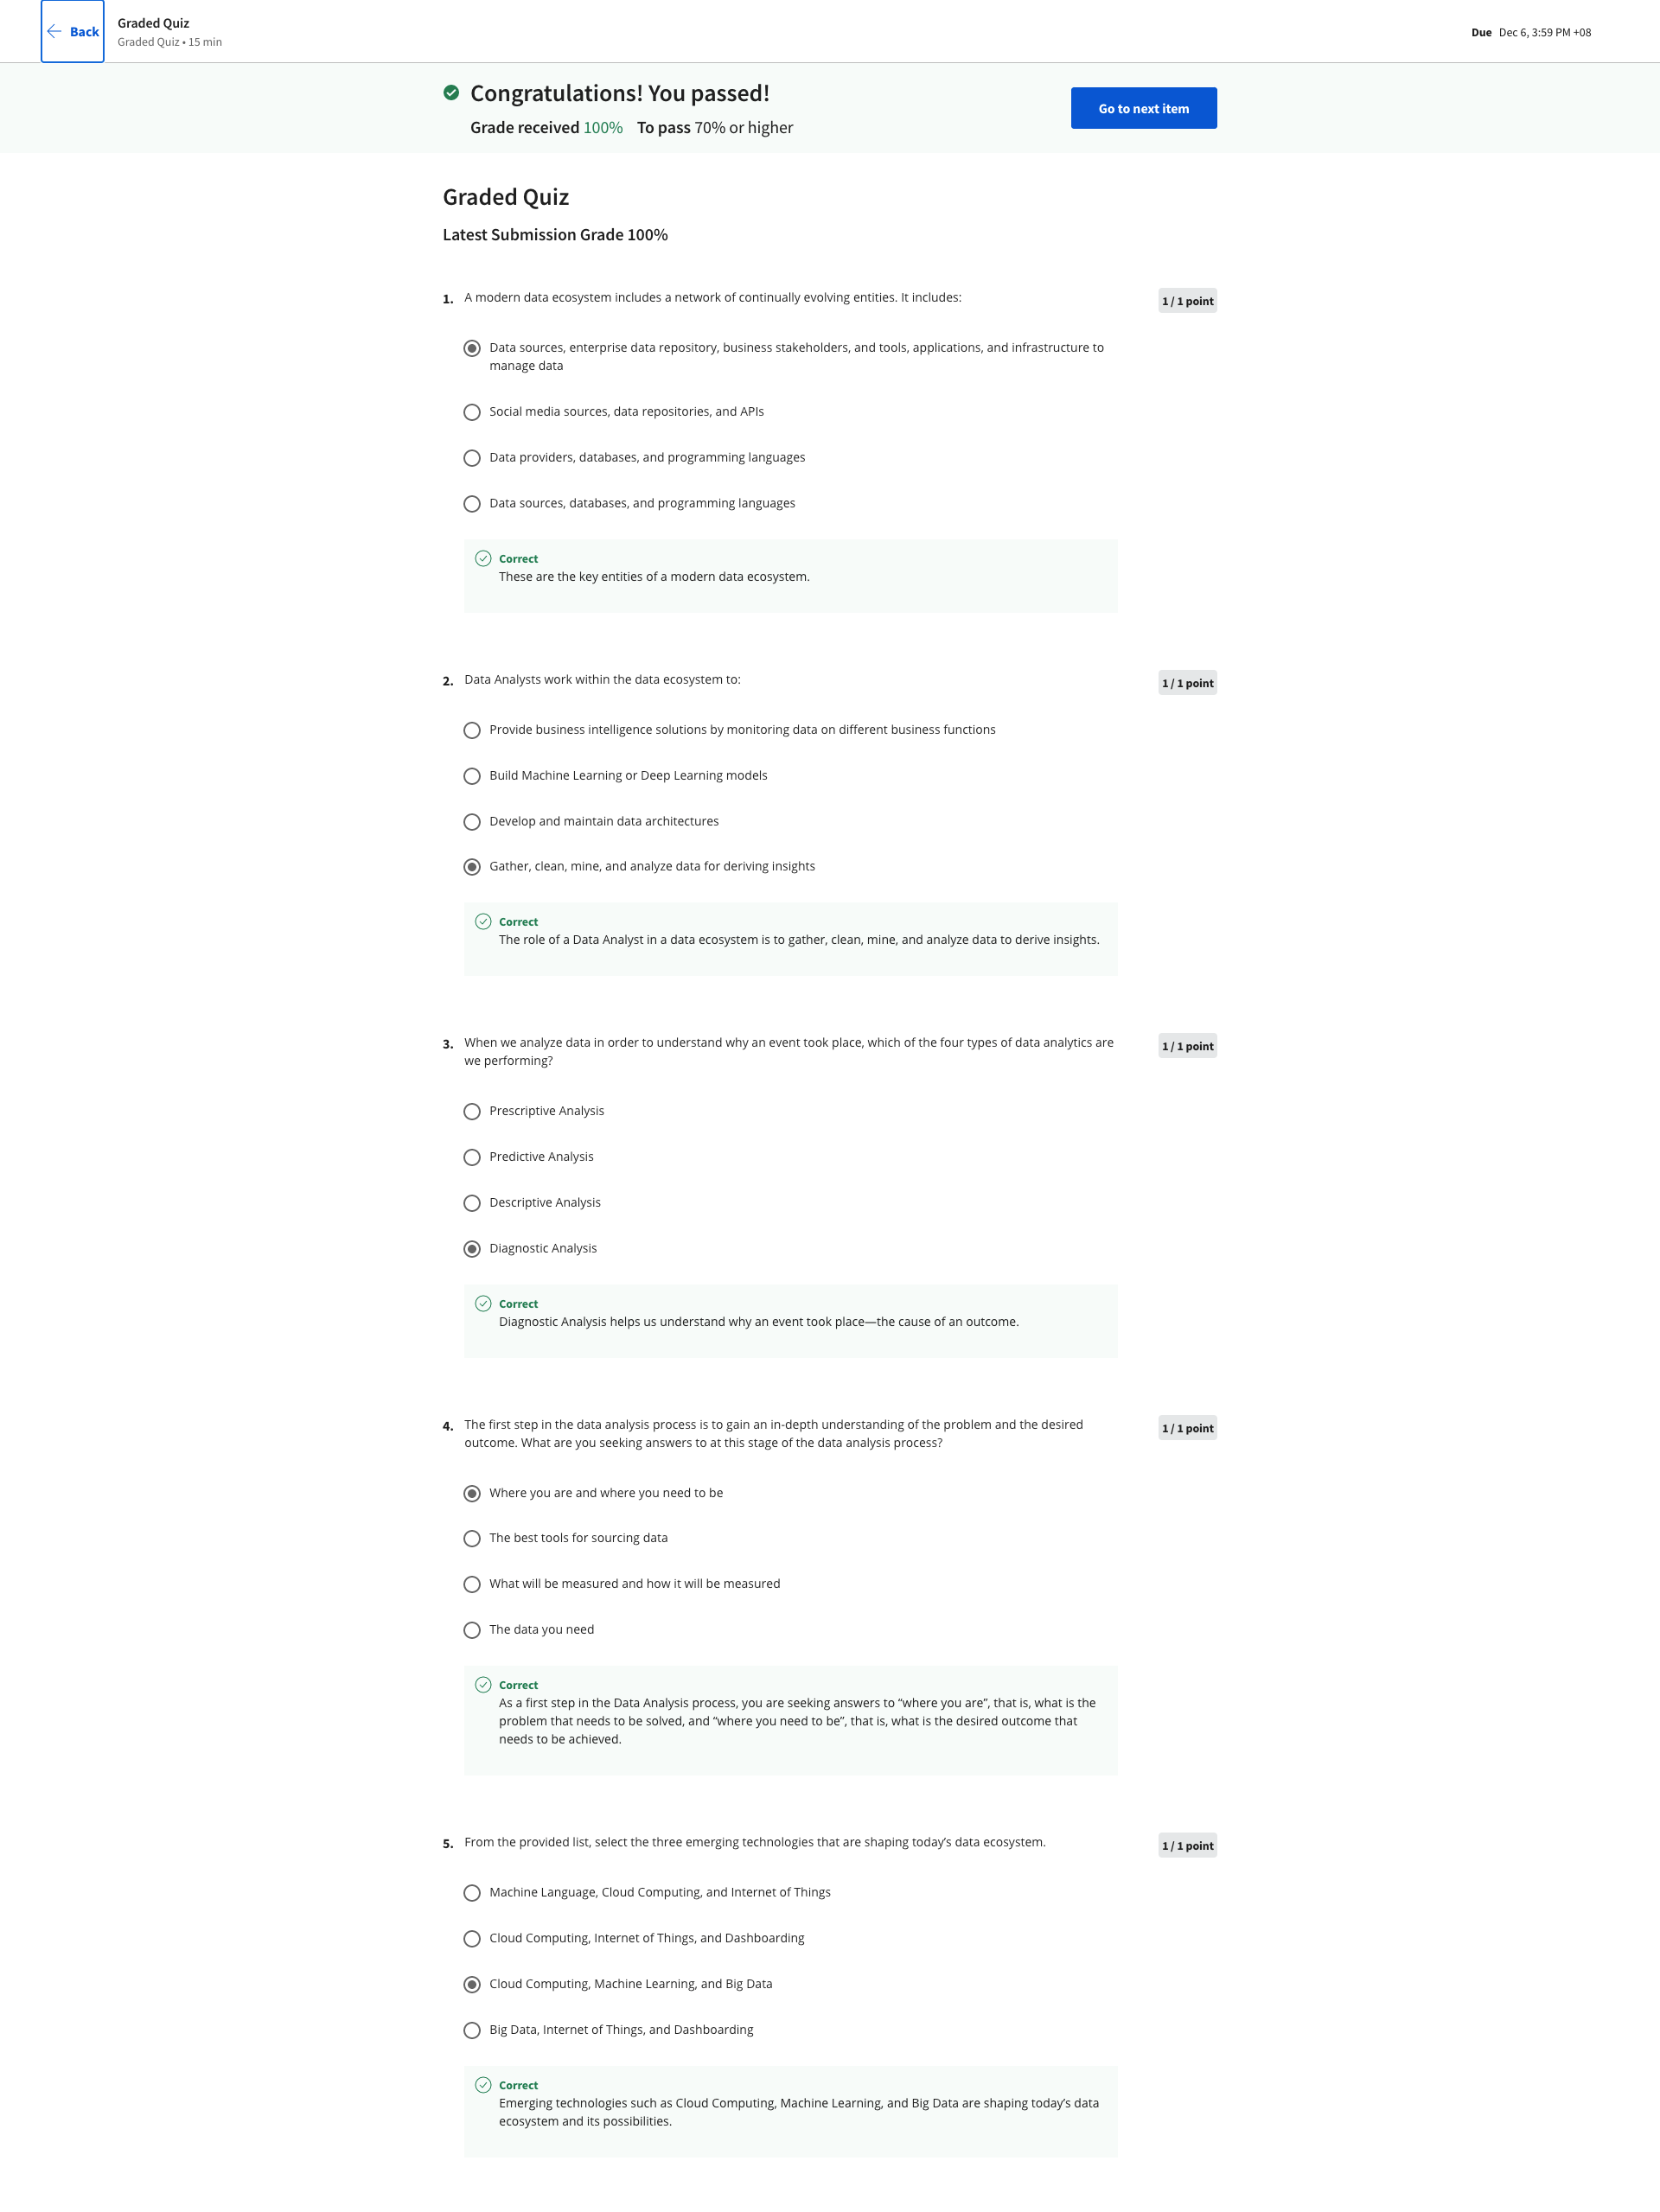 Back
Graded Quiz
Graded Quiz • 15 min
Due Dec 6, 3:59 PM +08
Congratulations! You passed!
Grade received 100% To pass 70% or higher
Go to next item
Graded Quiz
Latest Submission Grade 100%
1. A modern data ecosystem includes a network of continually evolving entities. It includes:
1 / 1 point
Data sources, enterprise data repository, business stakeholders, and tools, applications, and infrastructure to
manage data
Social media sources, data repositories, and APIs
Data providers, databases, and programming languages
Data sources, databases, and programming languages
Correct
These are the key entities of a modern data ecosystem.
2. Data Analysts work within the data ecosystem to:
1 / 1 point
Provide business intelligence solutions by monitoring data on different business functions
Build Machine Learning or Deep Learning models
Develop and maintain data architectures
Gather, clean, mine, and analyze data for deriving insights
Correct
The role of a Data Analyst in a data ecosystem is to gather, clean, mine, and analyze data to derive insights.
3. When we analyze data in order to understand why an event took place, which of the four types of data analytics are
we performing?
1 / 1 point
Prescriptive Analysis
Predictive Analysis
Descriptive Analysis
Diagnostic Analysis
Correct
Diagnostic Analysis helps us understand why an event took place—the cause of an outcome.
4. The first step in the data analysis process is to gain an in-depth understanding of the problem and the desired
outcome. What are you seeking answers to at this stage of the data analysis process?
1 / 1 point
Where you are and where you need to be
The best tools for sourcing data
What will be measured and how it will be measured
The data you need
Correct
As a first step in the Data Analysis process, you are seeking answers to “where you are”, that is, what is the
problem that needs to be solved, and “where you need to be”, that is, what is the desired outcome that
needs to be achieved.
5. From the provided list, select the three emerging technologies that are shaping today’s data ecosystem.
1 / 1 point
Machine Language, Cloud Computing, and Internet of Things
Cloud Computing, Internet of Things, and Dashboarding
Cloud Computing, Machine Learning, and Big Data
Big Data, Internet of Things, and Dashboarding
Correct
Emerging technologies such as Cloud Computing, Machine Learning, and Big Data are shaping today’s data
ecosystem and its possibilities.